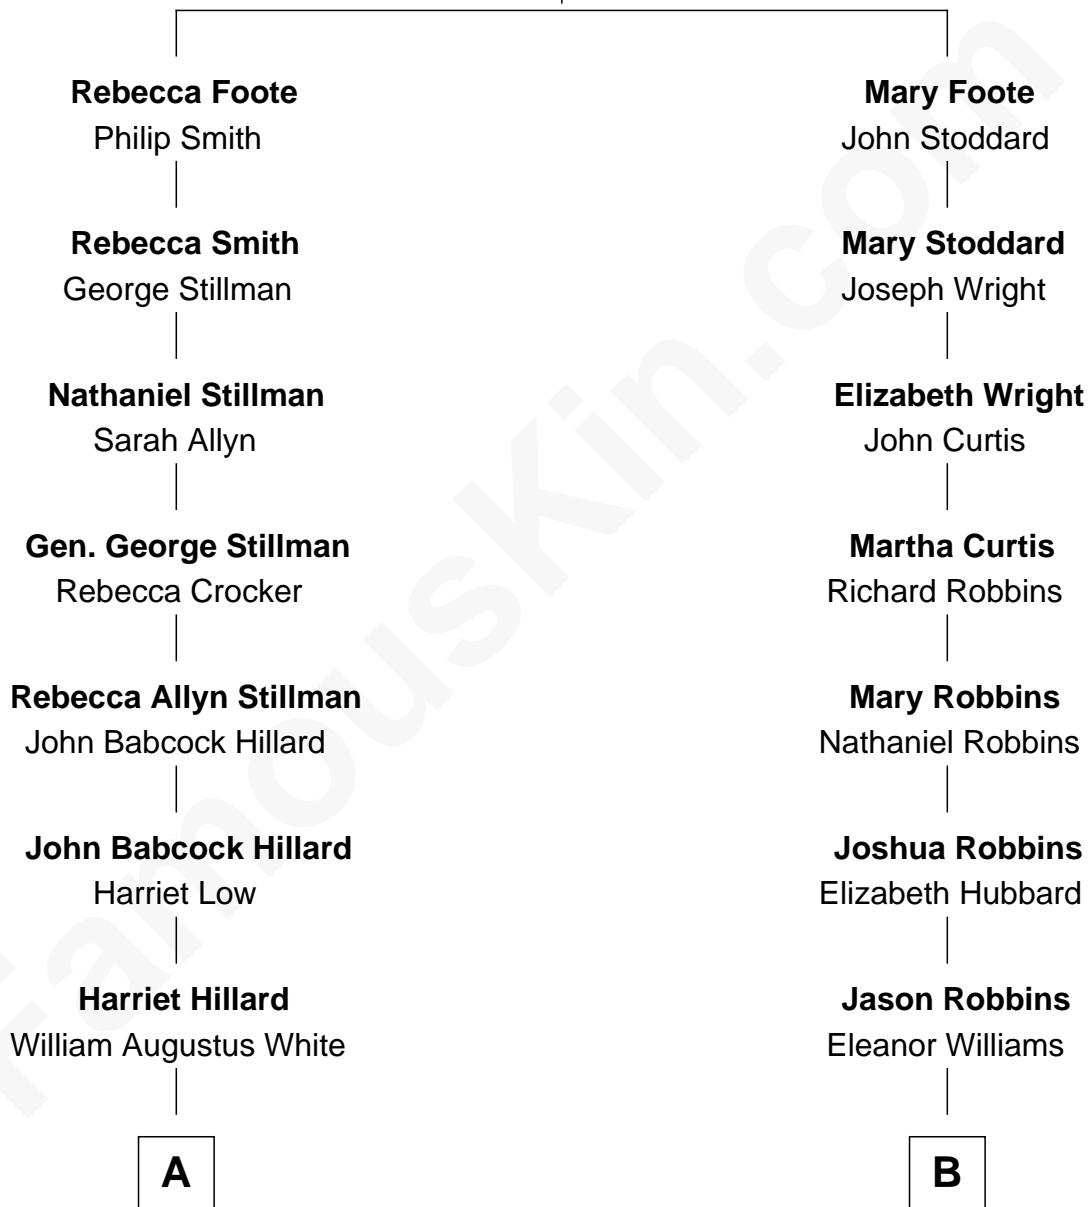 Rebecca Foote
Philip Smith
Mary Foote
John Stoddard
Rebecca Smith
George Stillman
Mary Stoddard
Joseph Wright
Nathaniel Stillman
Sarah Allyn
Elizabeth Wright
John Curtis
Gen. George Stillman
Rebecca Crocker
Martha Curtis
Richard Robbins
Rebecca Allyn Stillman
John Babcock Hillard
Mary Robbins
Nathaniel Robbins
John Babcock Hillard
Harriet Low
Joshua Robbins
Elizabeth Hubbard
Harriet Hillard
William Augustus White
Jason Robbins
Eleanor Williams
A
B
FamousKin.com